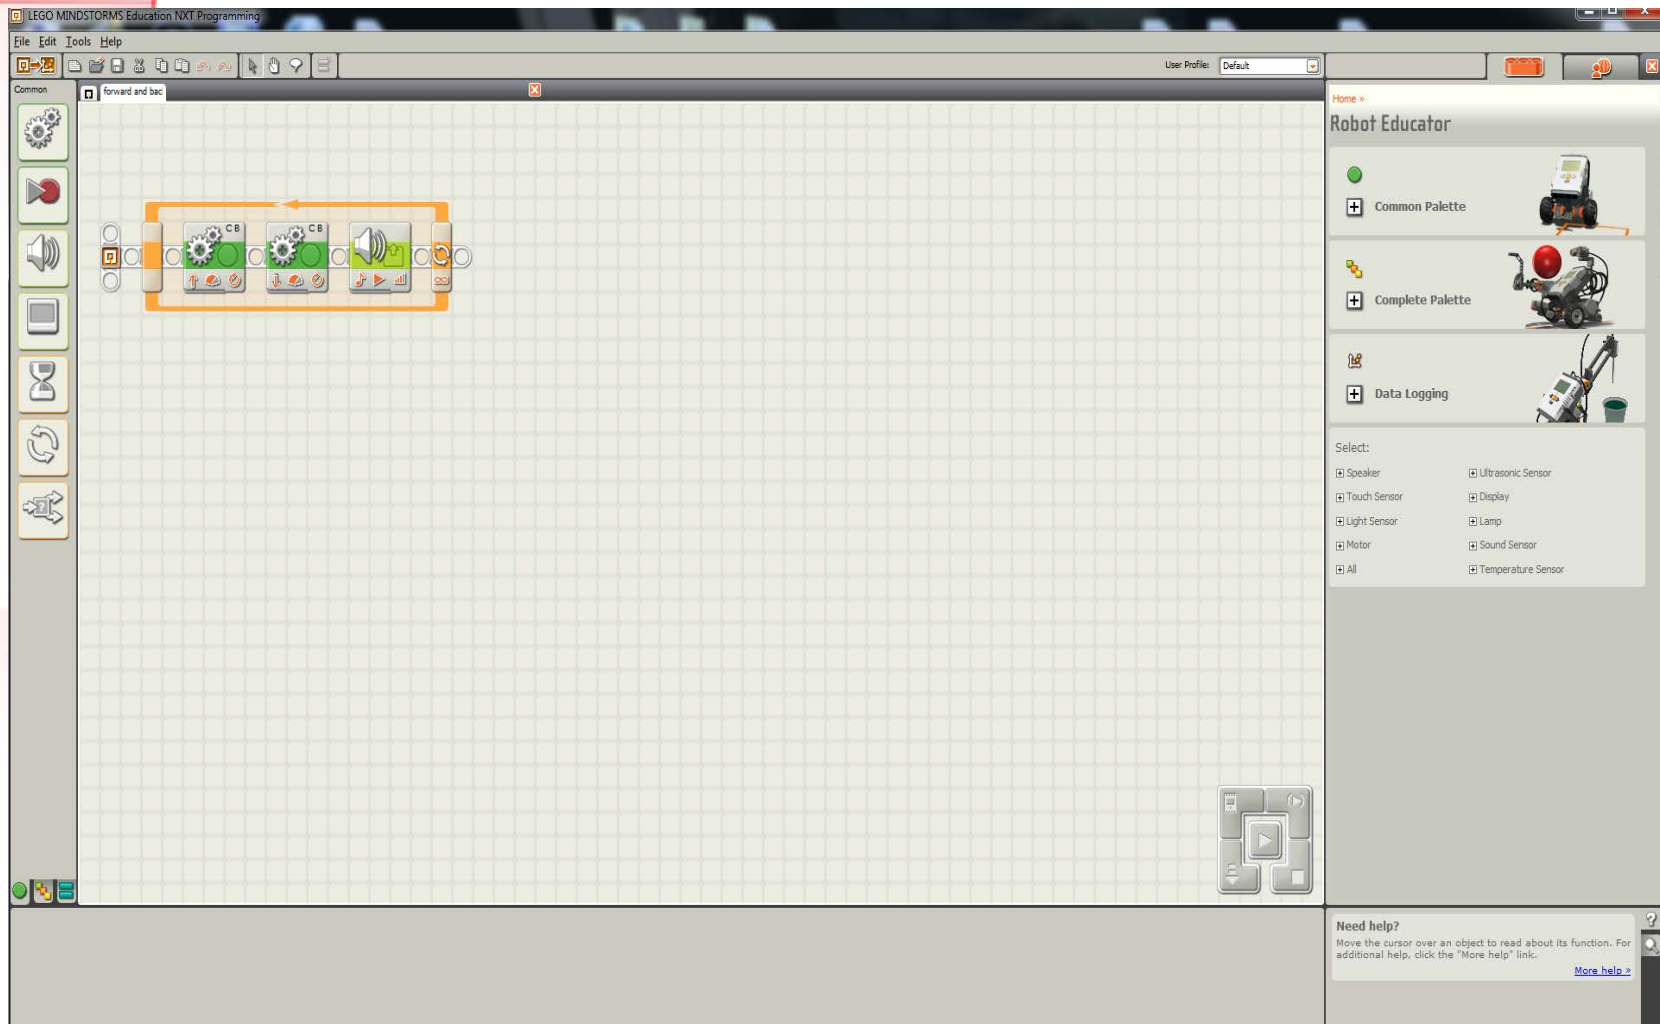 LEGO MINDSTORMS Education NXT Programming
File Edit Tools Help
User Profile: Default
Common
forward and bac
C B
C B
Home »
Robot Educator
Common Palette
Complete Palette
Data Logging
Select:
Speaker
Ultrasonic Sensor
Touch Sensor
Display
Light Sensor
Lamp
Motor
Sound Sensor
All
Temperature Sensor
Need help?
Move the cursor over an object to read about its function. For
additional help, click the "More help" link.
More help »